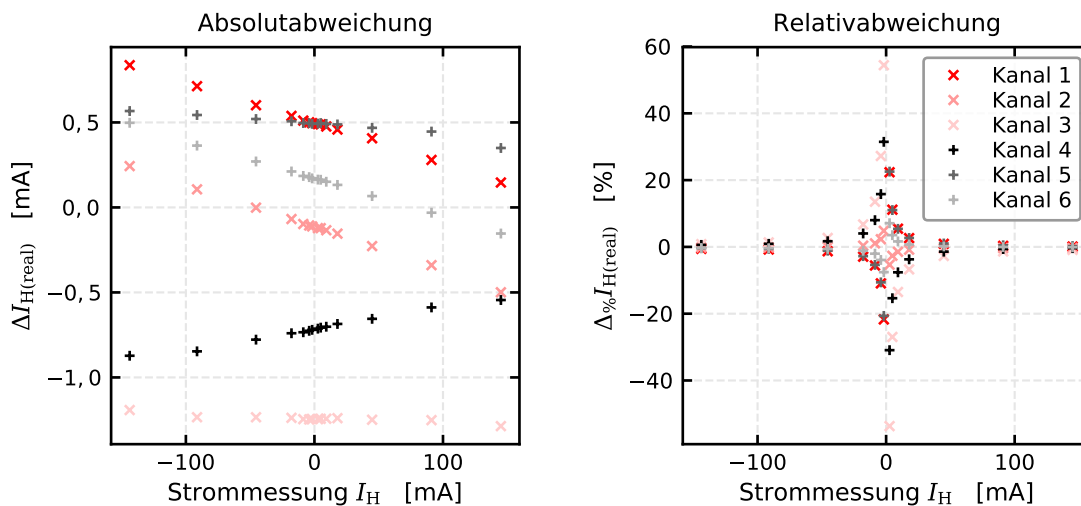 Absolutabweichung
0,5
0,0
−0,5
−1,0
ΔI_H(real) [mA]
−100
0
100
Strommessung I_H [mA]
Relativabweichung
60
40
20
0
−20
−40
Δ_%I_H(real) [%]
−100
0
100
Strommessung I_H [mA]
Kanal 1
Kanal 2
Kanal 3
Kanal 4
Kanal 5
Kanal 6